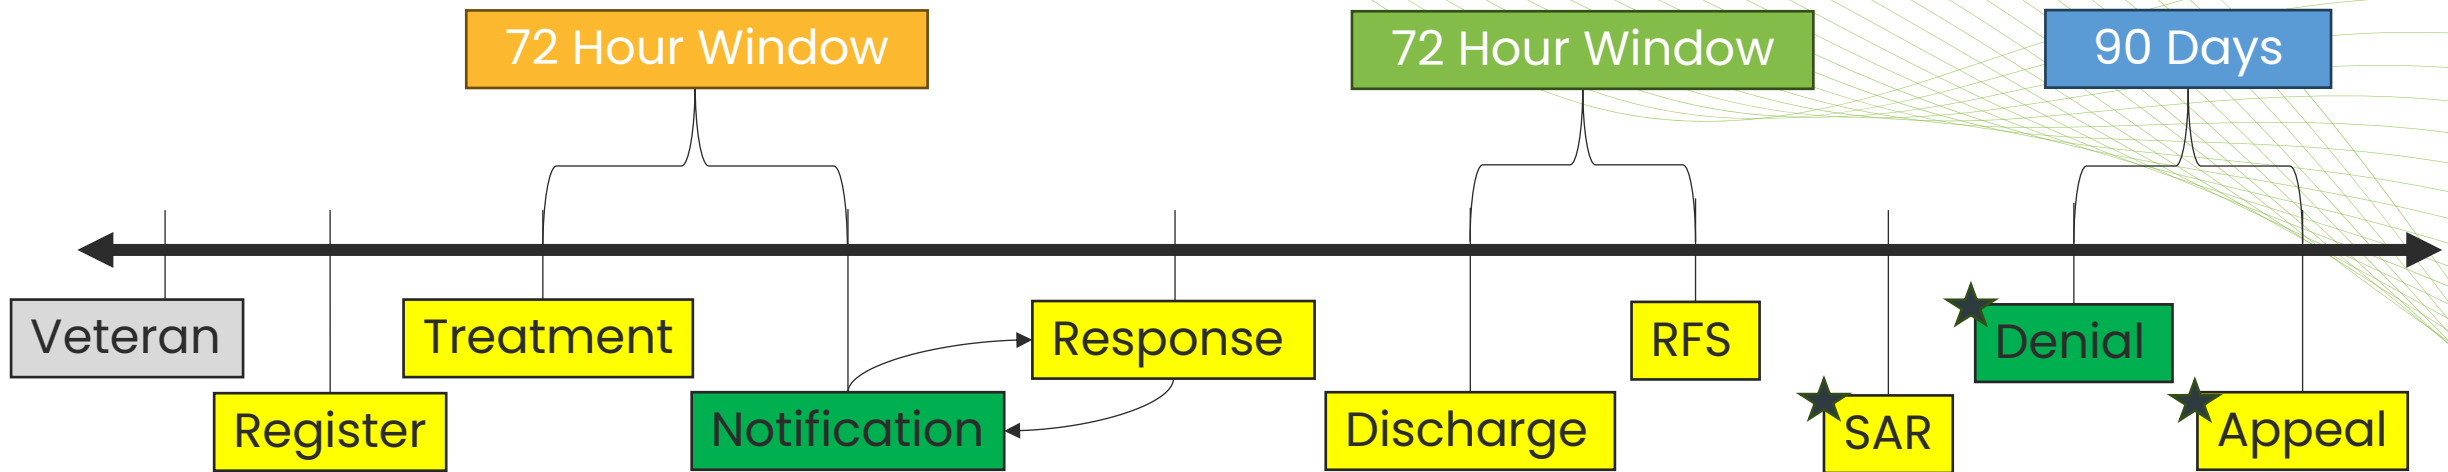 72 Hour Window
72 Hour Window
90 Days
Veteran
Register
Treatment
Notification
Response
Discharge
RFS
SAR
Denial
Appeal